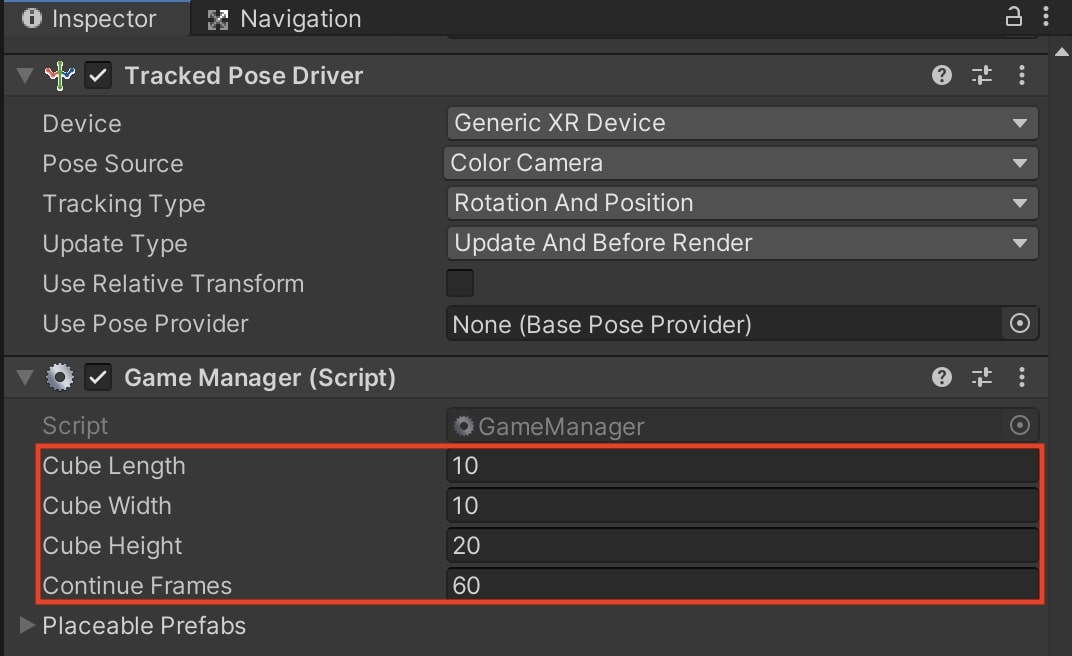 Inspector Navigation
Tracked Pose Driver
Device Generic XR Device
Pose Source Color Camera
Tracking Type Rotation And Position
Update Type Update And Before Render
Use Relative Transform
Use Pose Provider None (Base Pose Provider)
Game Manager (Script)
Script GameManager
Cube Length 10
Cube Width 10
Cube Height 20
Continue Frames 60
Placeable Prefabs